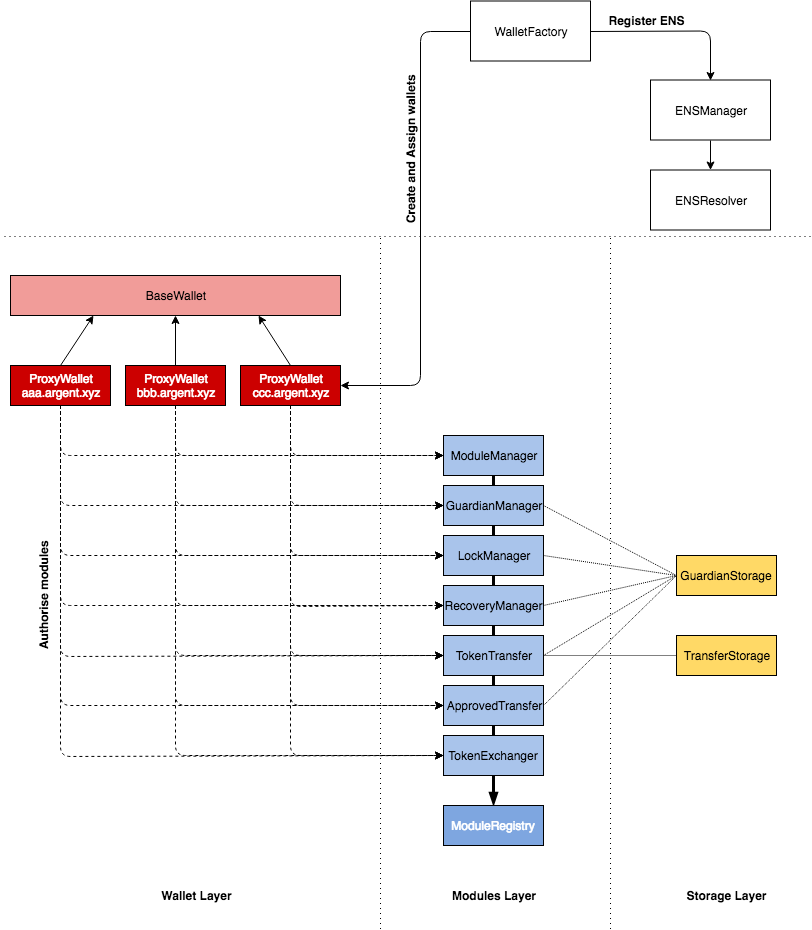 WalletFactory
Register ENS
ENSManager
ENSResolver
Create and Assign wallets
BaseWallet
ProxyWallet
aaa.argent.xyz
ProxyWallet
bbb.argent.xyz
ProxyWallet
ccc.argent.xyz
Authorise modules
ModuleManager
GuardianManager
LockManager
RecoveryManager
TokenTransfer
ApprovedTransfer
TokenExchanger
ModuleRegistry
GuardianStorage
TransferStorage
Wallet Layer
Modules Layer
Storage Layer